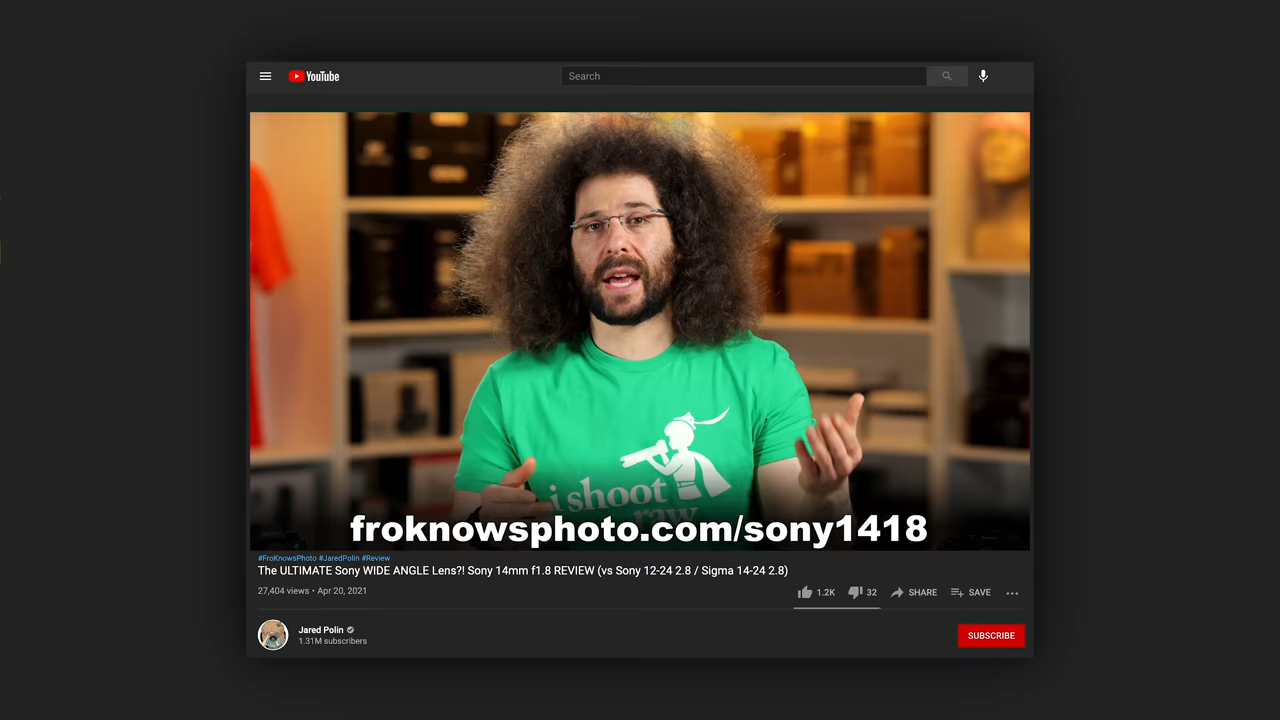 YouTube
Search
i shoot
raw
froknowsphoto.com/sony1418
#FroKnowsPhoto #JaredPolin #Review
The ULTIMATE Sony WIDE ANGLE Lens?! Sony 14mm f1.8 REVIEW (vs Sony 12-24 2.8 / Sigma 14-24 2.8)
27,404 views • Apr 20, 2021
1.2K 32 SHARE SAVE
Jared Polin
1.31M subscribers
SUBSCRIBE